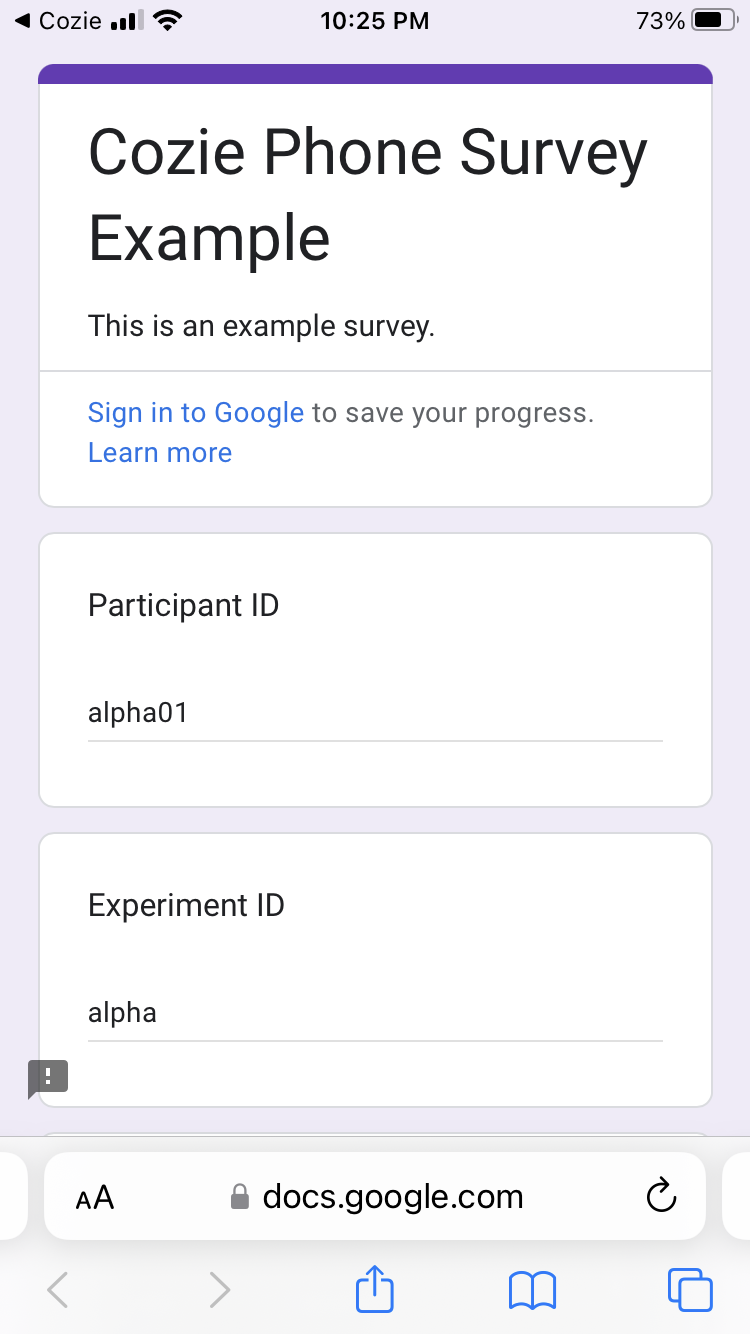 Cozie
10:25 PM
73%
Cozie Phone Survey
Example
This is an example survey.
Sign in to Google to save your progress.
Learn more
Participant ID
alpha01
Experiment ID
alpha
!
AA
docs.google.com